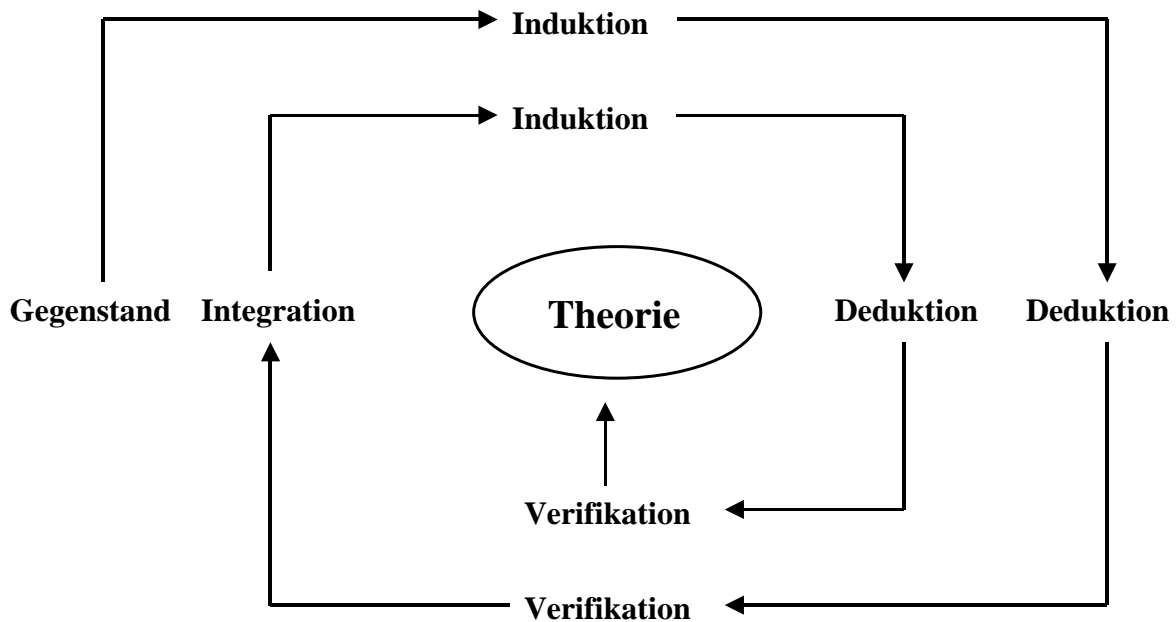 Induktion
Induktion
Gegenstand Integration Theorie Deduktion Deduktion
Verifikation
Verifikation